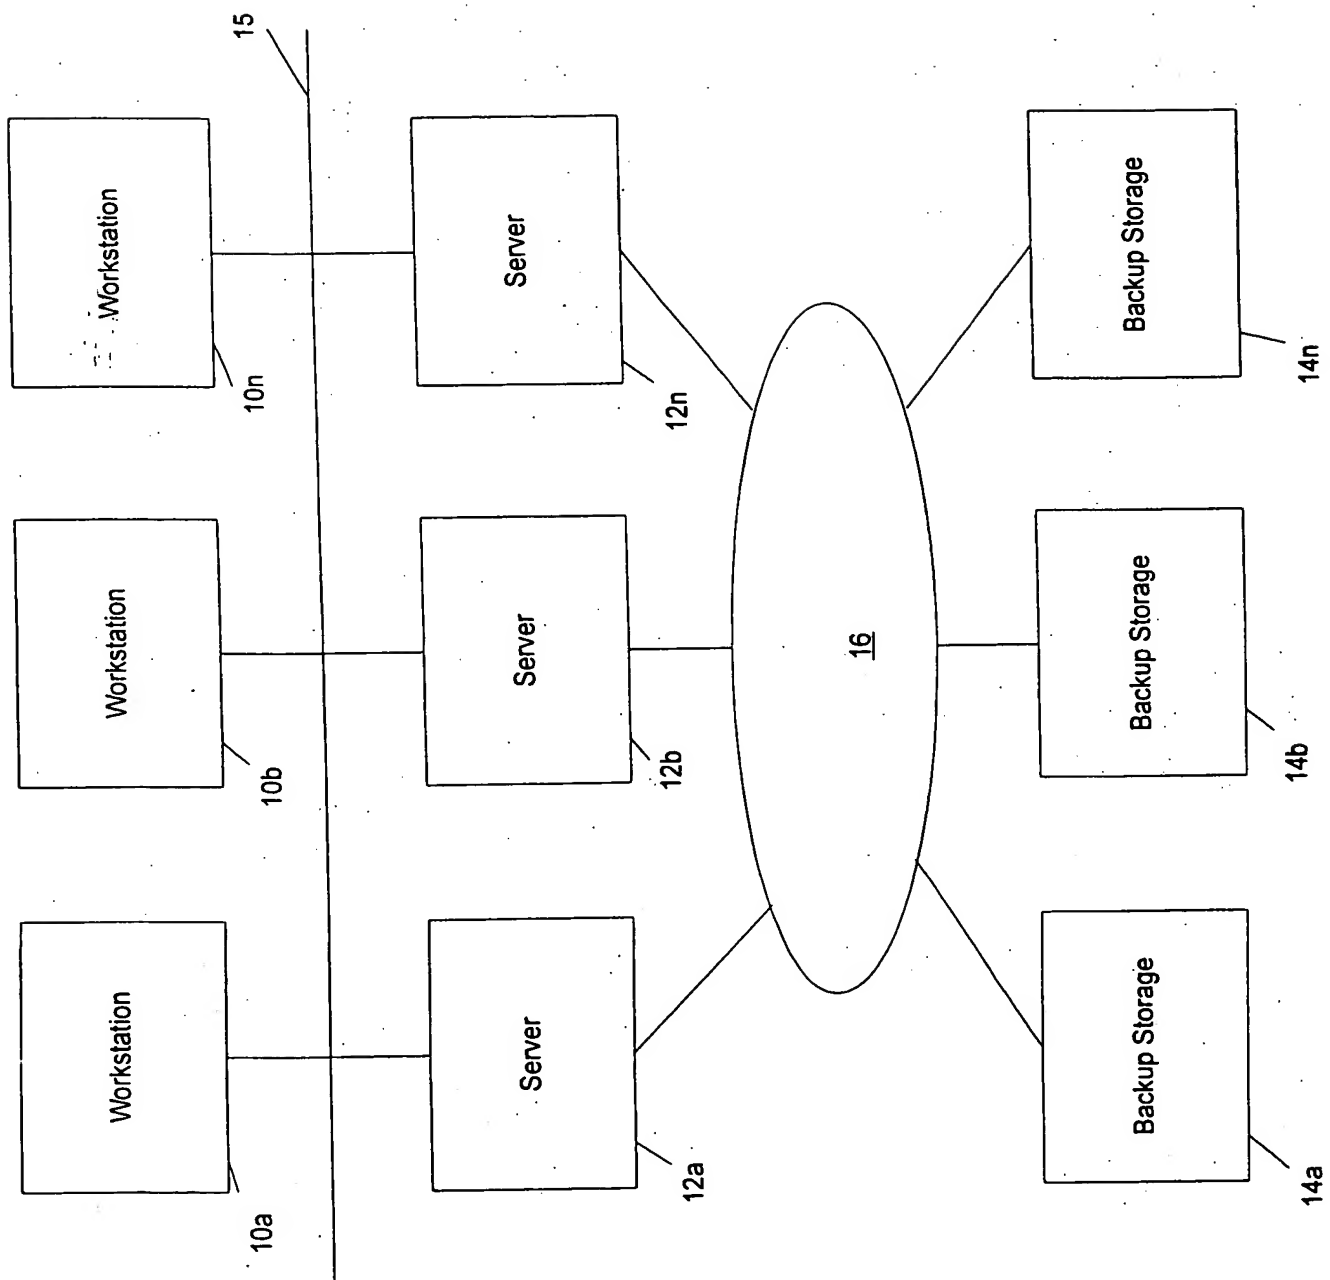 Workstation
Workstation
Workstation
10a
10b
10n
15
Server
Server
Server
12a
12b
12n
16
Backup Storage
Backup Storage
Backup Storage
14a
14b
14n